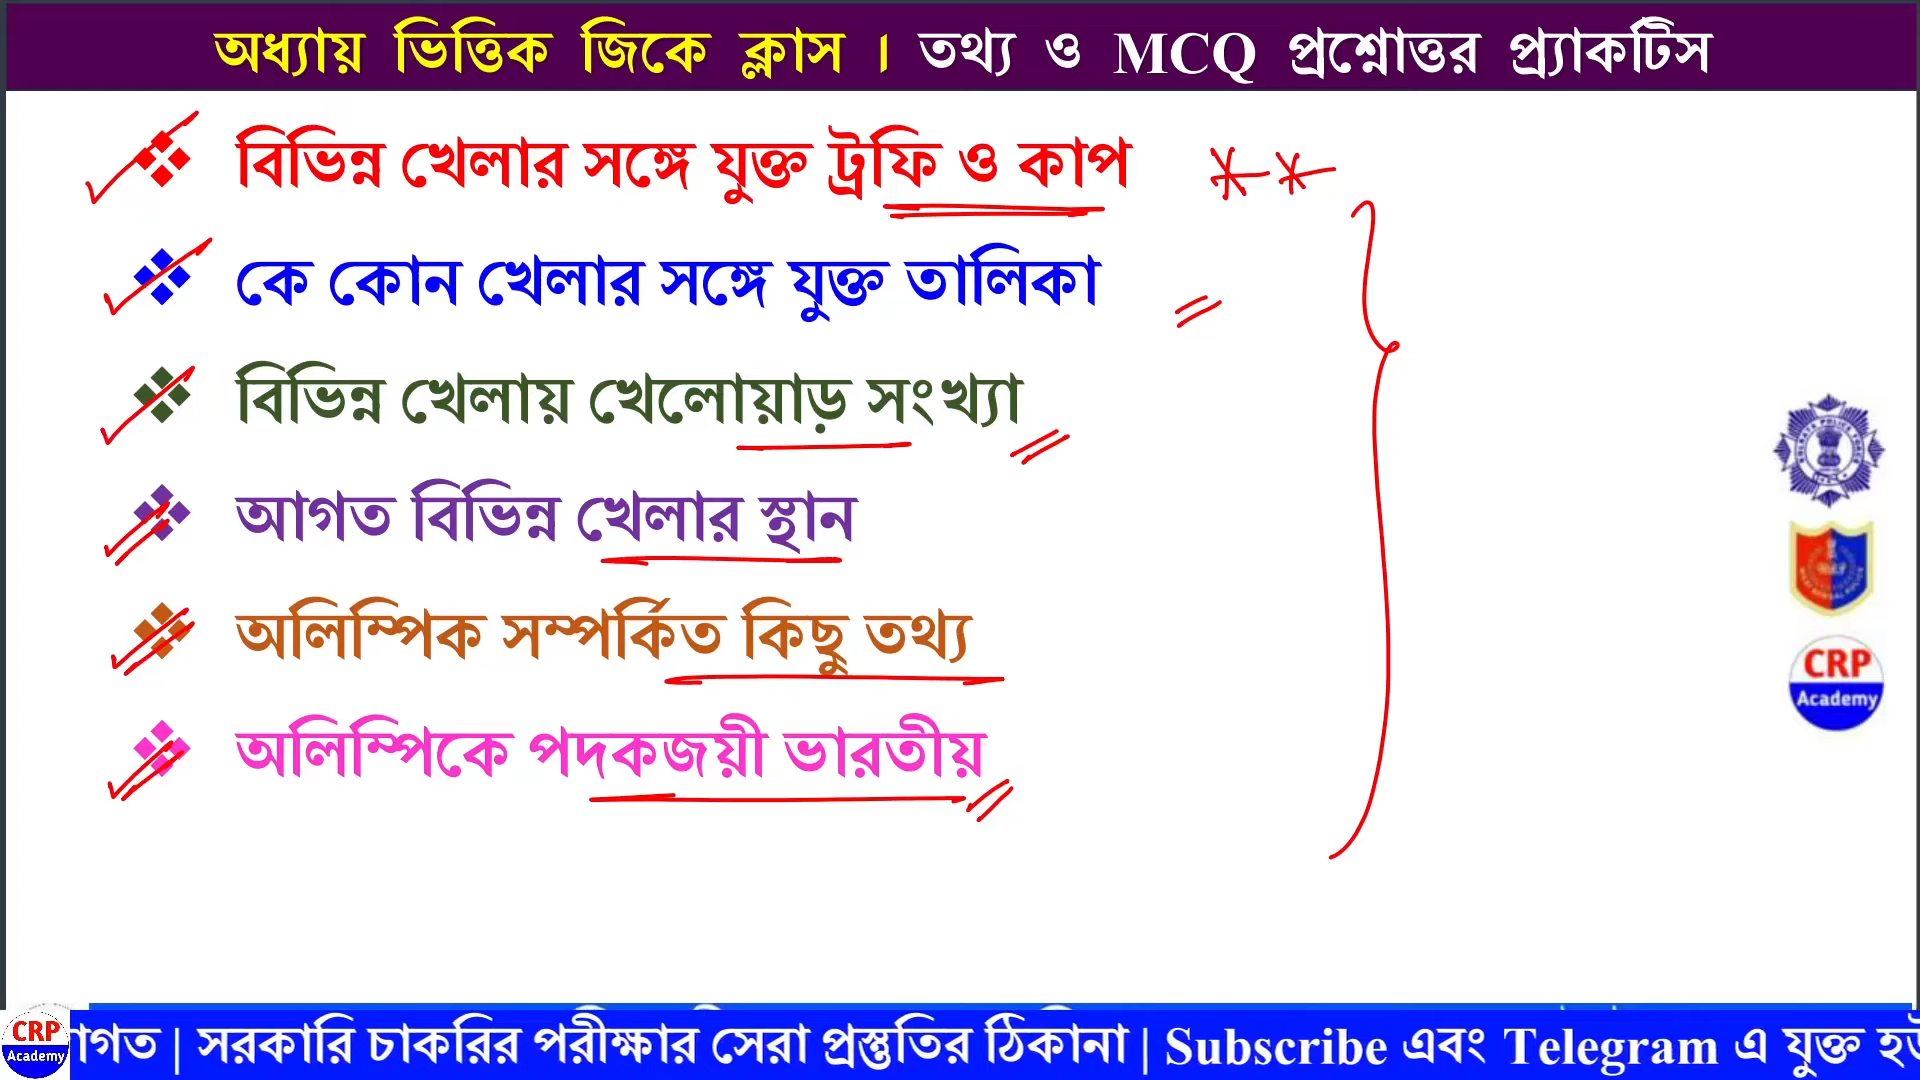 অধ্যায় ভিত্তিক জিকে ক্লাস । তথ্য ও MCQ প্রশ্নোত্তর প্র্যাকটিস
বিভিন্ন খেলার সঙ্গে যুক্ত ট্রফি ও কাপ
কে কোন খেলার সঙ্গে যুক্ত তালিকা
বিভিন্ন খেলায় খেলোয়াড় সংখ্যা
আগত বিভিন্ন খেলার স্থান
অলিম্পিক সম্পর্কিত কিছু তথ্য
অলিম্পিকে পদকজয়ী ভারতীয়
CRP
Academy
CRP
Academy
| সরকারি চাকরির পরীক্ষার সেরা প্রস্তুতির ঠিকানা | Subscribe এবং Telegram এ যুক্ত